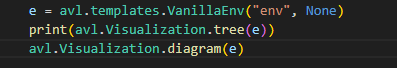 e = avl.templates.VanillaEnv("env", None)
print(avl.Visualization.tree(e))
avl.Visualization.diagram(e)